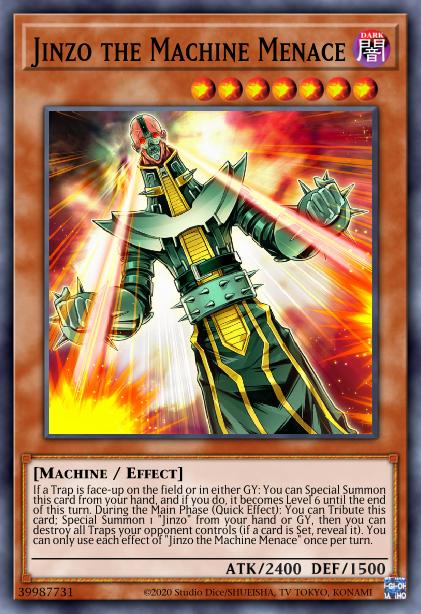 Jinzo the Machine Menace
DARK
闇
[Machine / Effect]
If a Trap is face-up on the field or in either GY: You can Special Summon
this card from your hand, and if you do, it becomes Level 6 until the end
of this turn. During the Main Phase (Quick Effect): You can Tribute this
card; Special Summon 1 "Jinzo" from your hand or GY, then you can
destroy all Traps your opponent controls (if a card is Set, reveal it). You
can only use each effect of "Jinzo the Machine Menace" once per turn.
ATK/2400 DEF/1500
39987731
©2020 Studio Dice/SHUEISHA, TV TOKYO, KONAMI